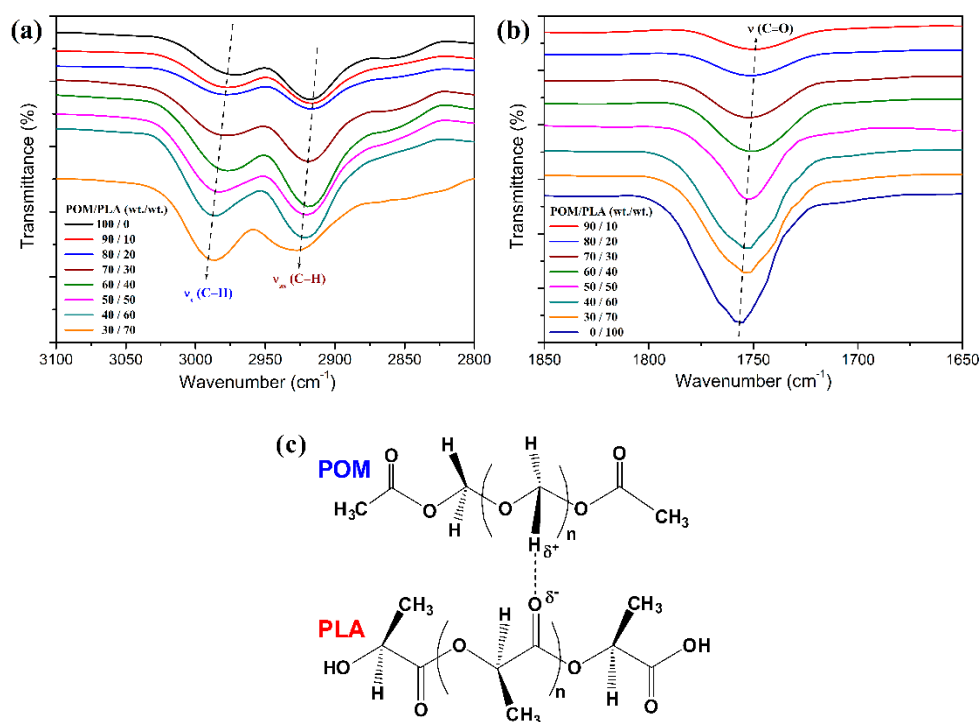 (a)
Transmittance (%)
POM/PLA (wt./wt.)
100 / 0
90 / 10
80 / 20
70 / 30
60 / 40
50 / 50
40 / 60
30 / 70
νs (C−H)
νas (C−H)
3100 3050 3000 2950 2900 2850 2800
Wavenumber (cm⁻¹)
(b)
ν (C=O)
Transmittance (%)
POM/PLA (wt./wt.)
90 / 10
80 / 20
70 / 30
60 / 40
50 / 50
40 / 60
30 / 70
0 / 100
1850 1800 1750 1700 1650
Wavenumber (cm⁻¹)
(c)
POM
O H H O
H₃C O H O H O CH₃
n
δ⁺
PLA
CH₃ H O δ⁻ CH₃
HO H O O CH₃ n O H O OH